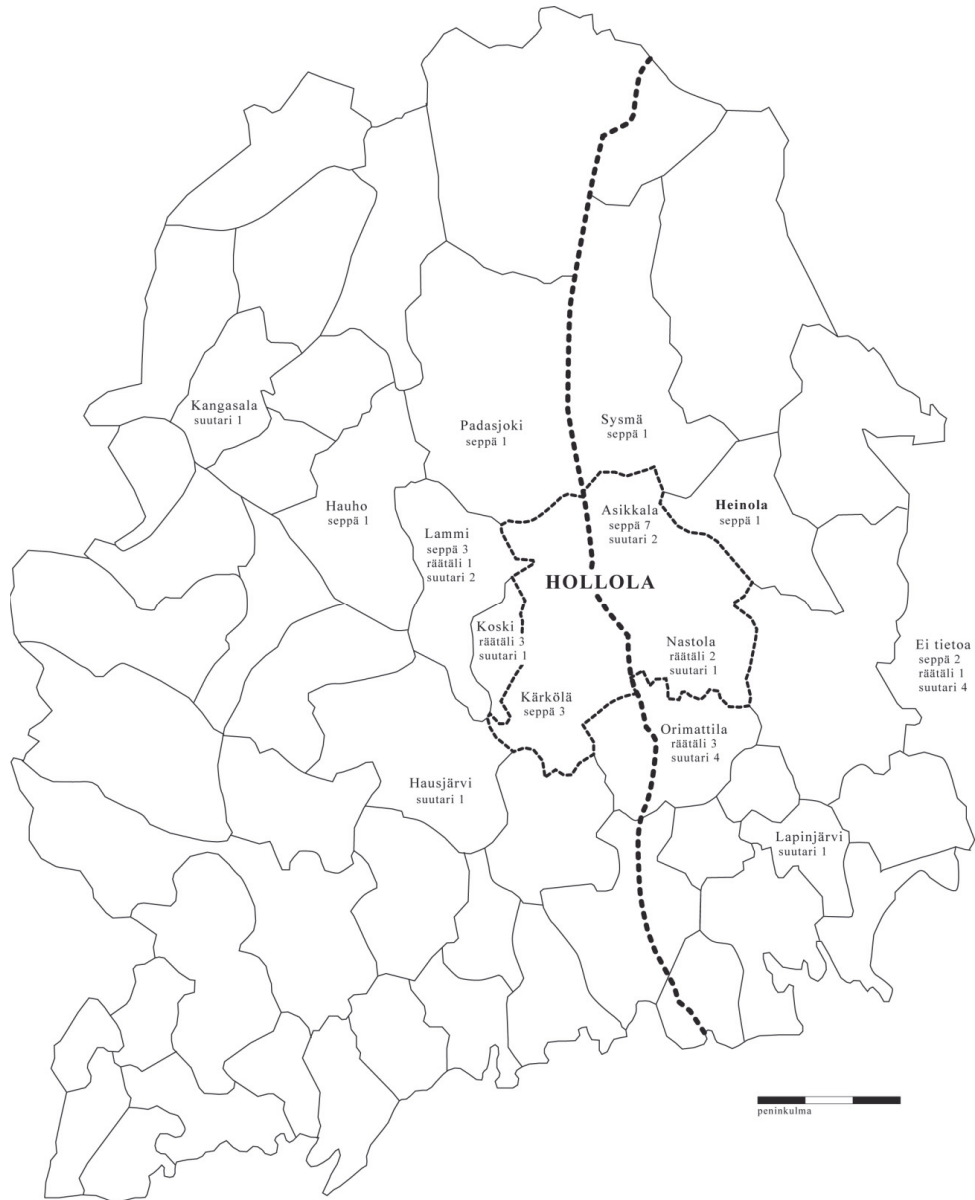 Kangasala
suutari 1
Padasjoki
seppä 1
Sysmä
seppä 1
Hauho
seppä 1
Lammi
seppä 3
räätäli 1
suutari 2
Asikkala
seppä 7
suutari 2
Heinola
seppä 1
HOLLOLA
Koski
räätäli 3
suutari 1
Nastola
räätäli 2
suutari 1
Ei tietoa
seppä 2
räätäli 1
suutari 4
Kärkölä
seppä 3
Orimattila
räätäli 3
suutari 4
Hausjärvi
suutari 1
Lapinjärvi
suutari 1
peninkulma